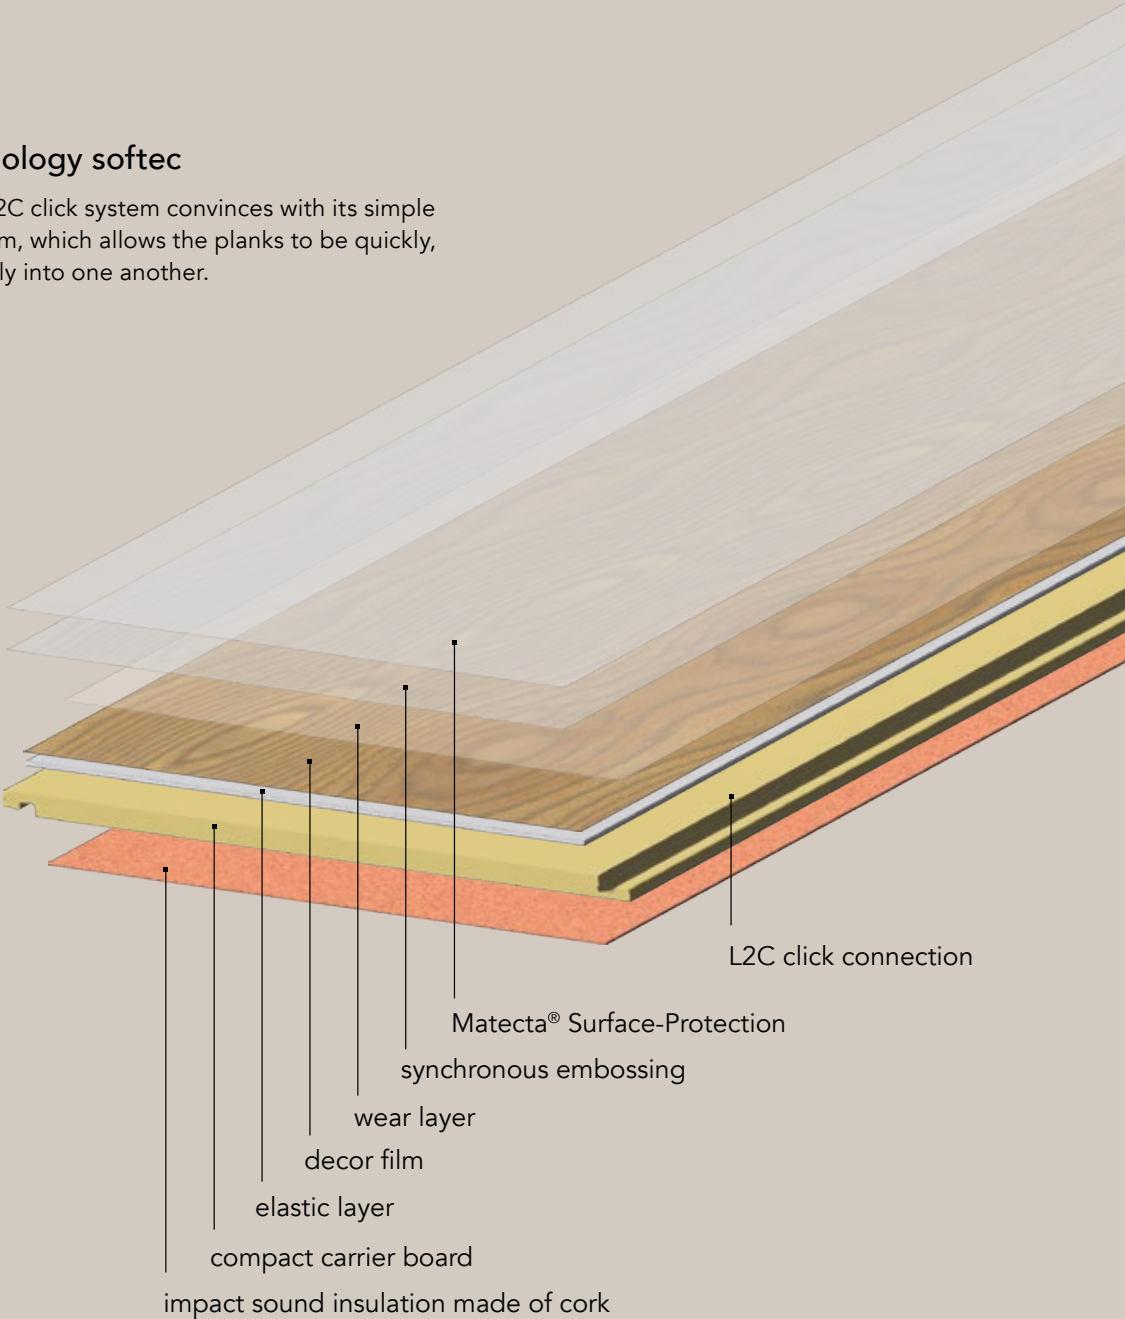 ology softec
2C click system convinces with its simple
m, which allows the planks to be quickly,
ly into one another.
L2C click connection
Matecta® Surface-Protection
synchronous embossing
wear layer
decor film
elastic layer
compact carrier board
impact sound insulation made of cork